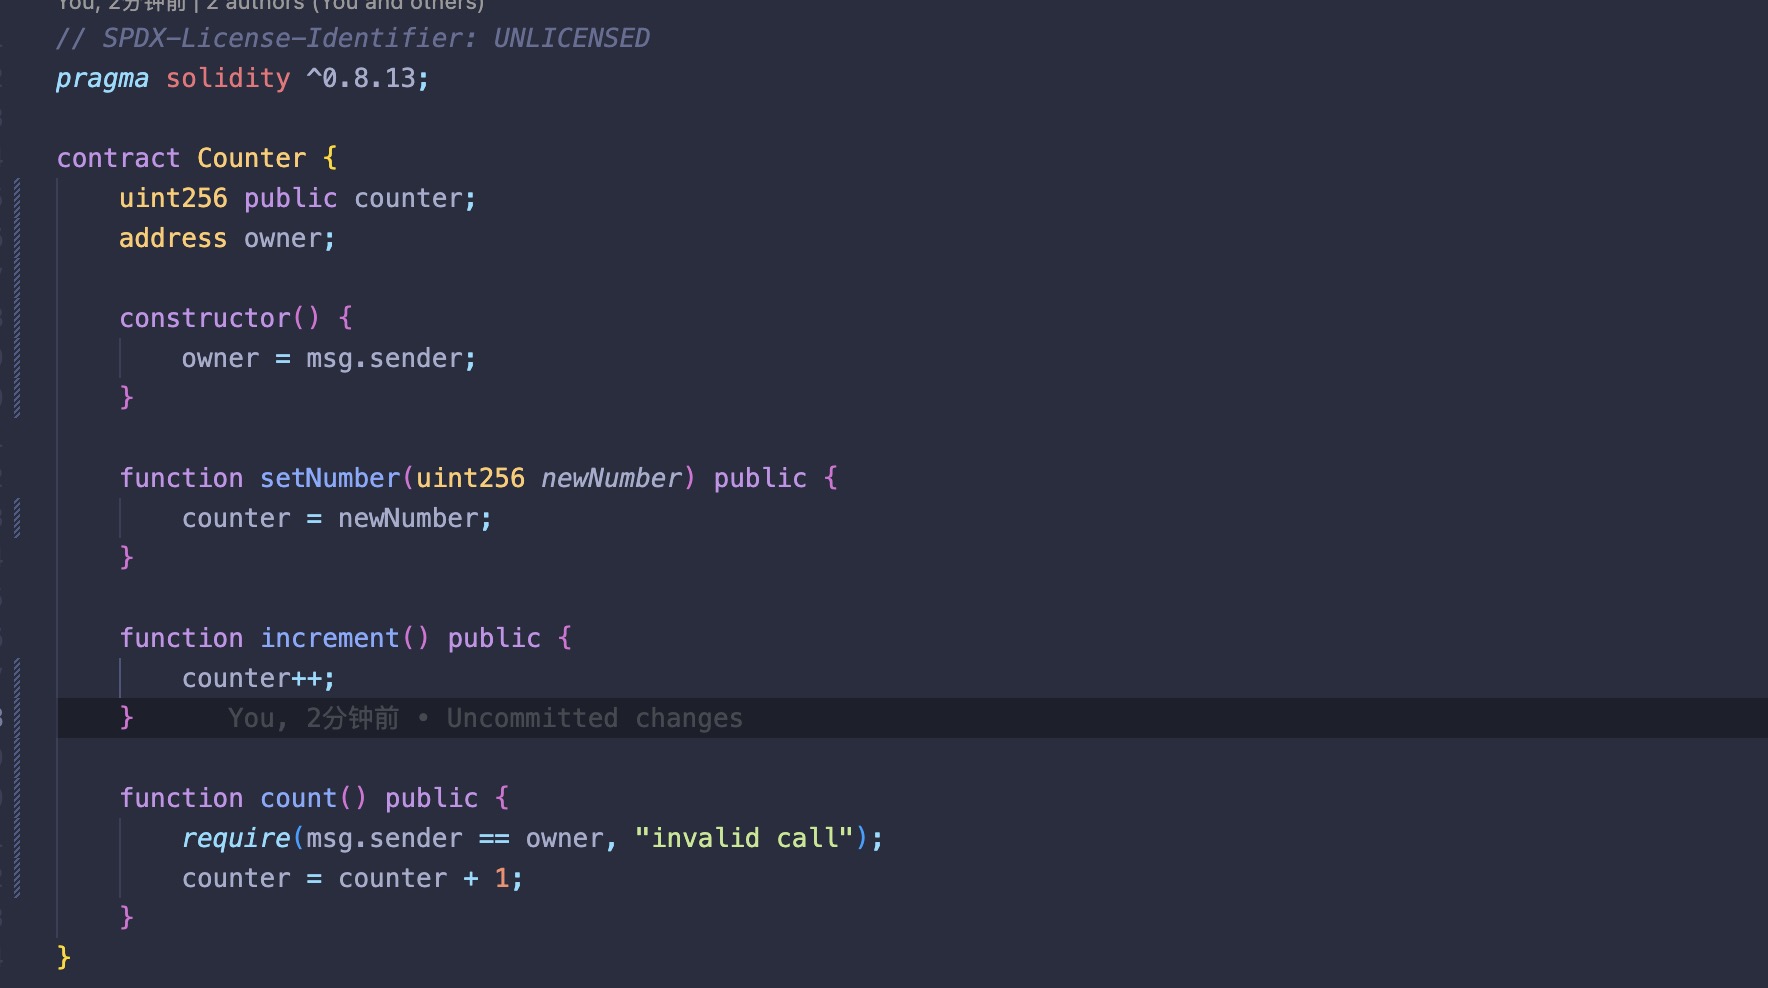 You, 2分钟前 | 2 authors (You and others)
// SPDX-License-Identifier: UNLICENSED
pragma solidity ^0.8.13;
contract Counter {
uint256 public counter;
address owner;
constructor() {
owner = msg.sender;
}
function setNumber(uint256 newNumber) public {
counter = newNumber;
}
function increment() public {
counter++;
} You, 2分钟前 • Uncommitted changes
function count() public {
require(msg.sender == owner, "invalid call");
counter = counter + 1;
}
}